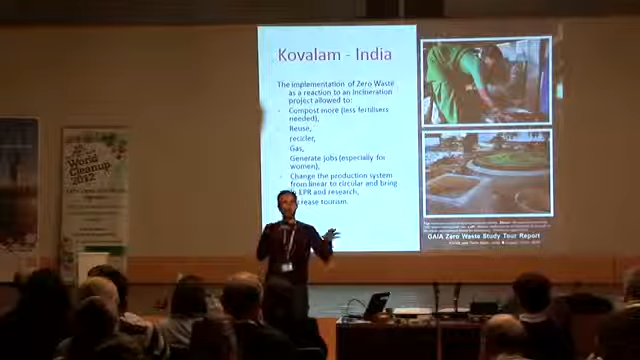 Kovalam - India
The implementation of Zero Waste
as a reaction to an incineration
project allowed to:
- Compost more (less fertilisers
needed),
- Reuse,
- recicler,
- Gas,
- Generate jobs (especially for
women),
- Change the production system
from linear to circular and bring
EPR and research,
tourism.
GAIA Zero Waste Study Tour Report
World
Cleanup
2012